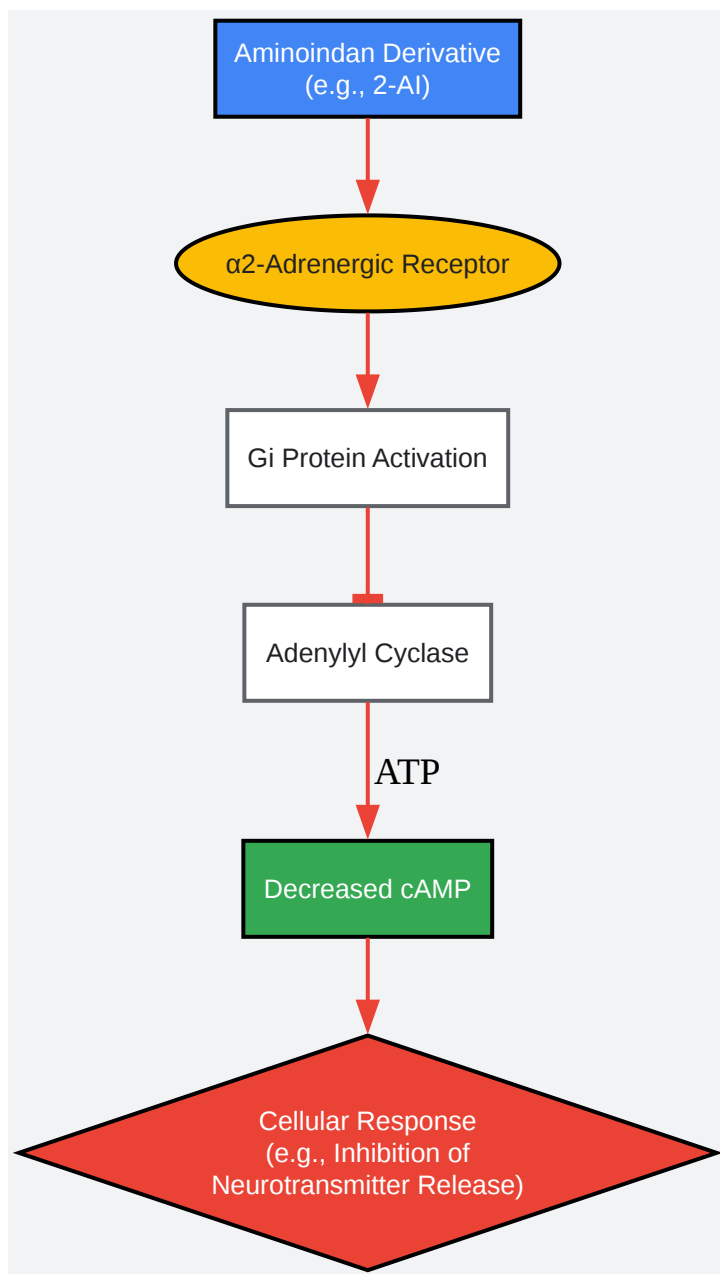 Aminoindan Derivative
(e.g., 2-AI)
α2-Adrenergic Receptor
Gi Protein Activation
Adenylyl Cyclase
ATP
Decreased cAMP
Cellular Response
(e.g., Inhibition of
Neurotransmitter Release)